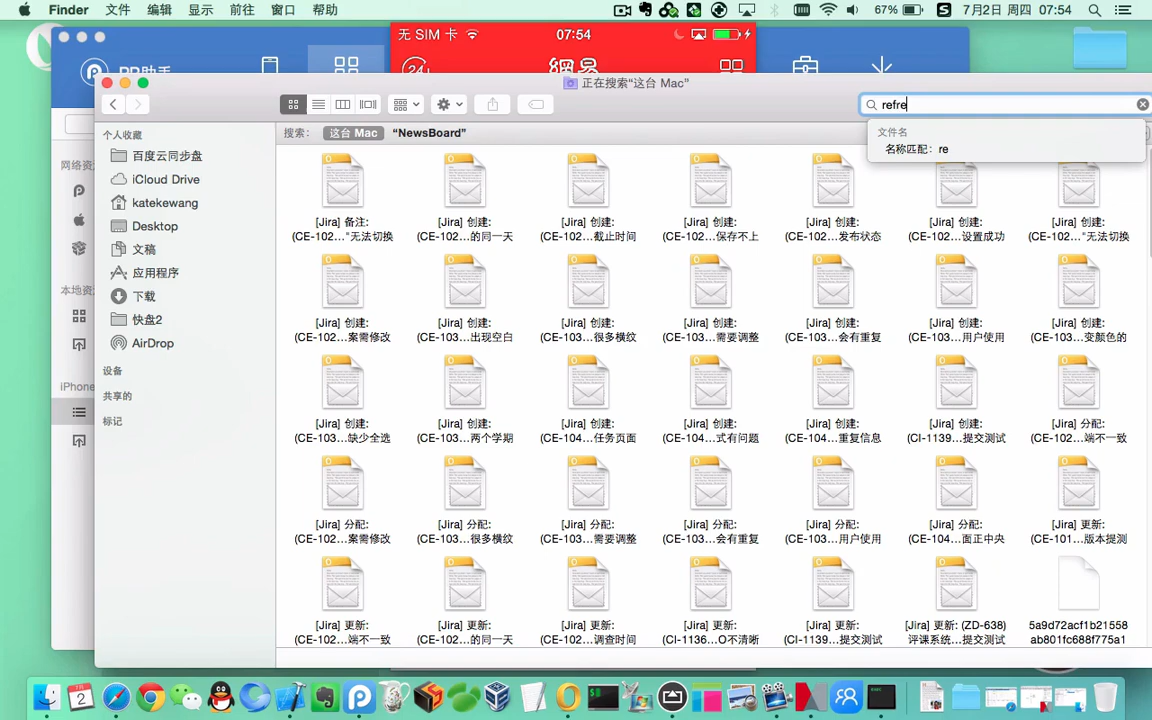 Finder 文件 编辑 显示 前往 窗口 帮助 67% 7月2日 周四 07:54
无 SIM 卡 07:54
PP助手
24
網易
正在搜索“这台 Mac”
refre
文件名
名称匹配：re
搜索： 这台 Mac “NewsBoard”
个人收藏
百度云同步盘
iCloud Drive
katekewang
Desktop
文稿
应用程序
下载
快盘2
AirDrop
设备
共享的
标记
网络资
本地资
iPhone
[Jira] 备注: [Jira] 创建: [Jira] 创建: [Jira] 创建: [Jira] 创建: [Jira] 创建: [Jira] 创建:
(CE-102..."无法切换 (CE-102...的同一天 (CE-102...截止时间 (CE-102...保存不上 (CE-102...发布状态 (CE-102...设置成功 (CE-102..."无法切换
[Jira] 创建: [Jira] 创建: [Jira] 创建: [Jira] 创建: [Jira] 创建: [Jira] 创建: [Jira] 创建:
(CE-102...案需修改 (CE-103...出现空白 (CE-103...很多横纹 (CE-103...需要调整 (CE-103...会有重复 (CE-103...用户使用 (CE-103...变颜色的
[Jira] 创建: [Jira] 创建: [Jira] 创建: [Jira] 创建: [Jira] 创建: [Jira] 创建: [Jira] 分配:
(CE-103...缺少全选 (CE-103...两个学期 (CE-104...任务页面 (CE-104...式有问题 (CE-104...重复信息 (CI-1139...提交测试 (CE-102...端不一致
[Jira] 分配: [Jira] 分配: [Jira] 分配: [Jira] 分配: [Jira] 分配: [Jira] 分配: [Jira] 更新:
(CE-102...案需修改 (CE-103...很多横纹 (CE-103...需要调整 (CE-103...会有重复 (CE-103...用户使用 (CE-104...面正中央 (CE-101...版本提测
[Jira] 更新: [Jira] 更新: [Jira] 更新: [Jira] 更新: [Jira] 更新: [Jira] 更新: (ZD-638) 5a9d72acf1b21558
(CE-102...端不一致 (CE-102...的同一天 (CE-102...调查时间 (CI-1136...O不清晰 (CI-1139...提交测试 评课系统...提交测试 ab801fc688f775a1